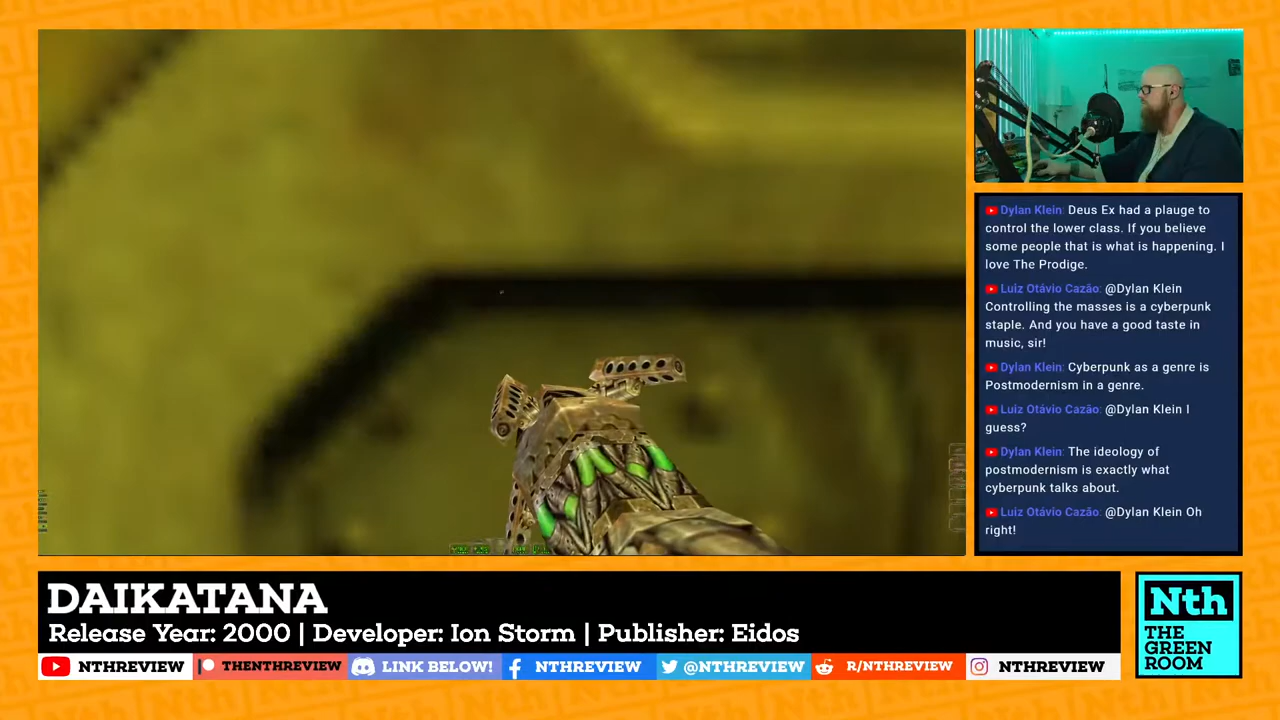 Dylan Klein: Deus Ex had a plauge to
control the lower class. If you believe
some people that is what is happening. I
love The Prodige.
Luiz Otávio Cazão: @Dylan Klein
Controlling the masses is a cyberpunk
staple. And you have a good taste in
music, sir!
Dylan Klein: Cyberpunk as a genre is
Postmodernism in a genre.
Luiz Otávio Cazão: @Dylan Klein I
guess?
Dylan Klein: The ideology of
postmodernism is exactly what
cyberpunk talks about.
Luiz Otávio Cazão: @Dylan Klein Oh
right!
DAIKATANA
Release Year: 2000 | Developer: Ion Storm | Publisher: Eidos
NTHREVIEW THENTHREVIEW LINK BELOW! NTHREVIEW @NTHREVIEW R/NTHREVIEW NTHREVIEW
Nth
THE
GREEN
ROOM